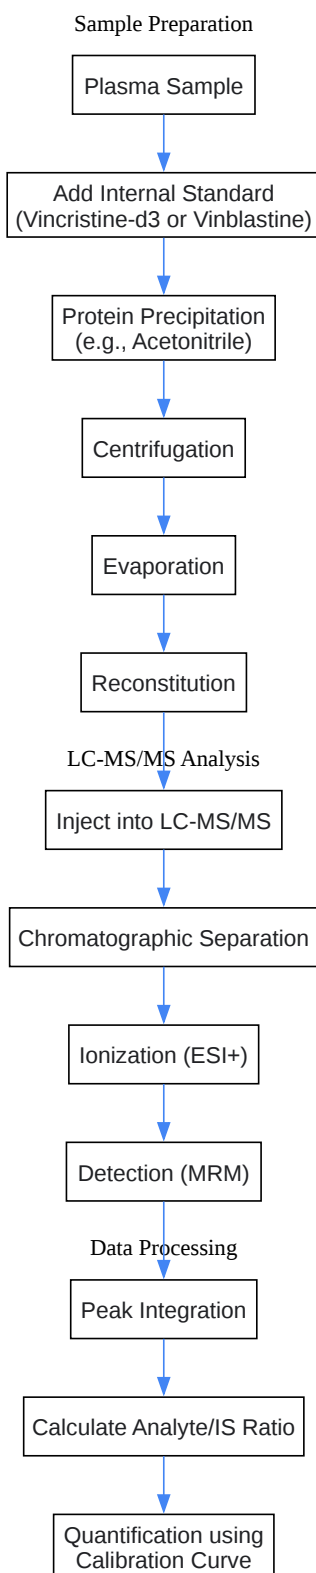 Sample Preparation
Plasma Sample
Add Internal Standard
(Vincristine-d3 or Vinblastine)
Protein Precipitation
(e.g., Acetonitrile)
Centrifugation
Evaporation
Reconstitution
LC-MS/MS Analysis
Inject into LC-MS/MS
Chromatographic Separation
Ionization (ESI+)
Detection (MRM)
Data Processing
Peak Integration
Calculate Analyte/IS Ratio
Quantification using
Calibration Curve